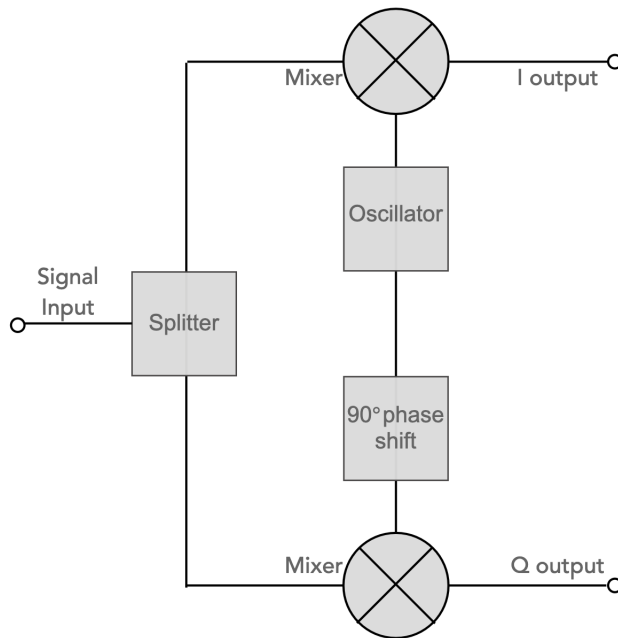 Mixer
I output
Oscillator
Signal
Input
Splitter
90° phase
shift
Mixer
Q output